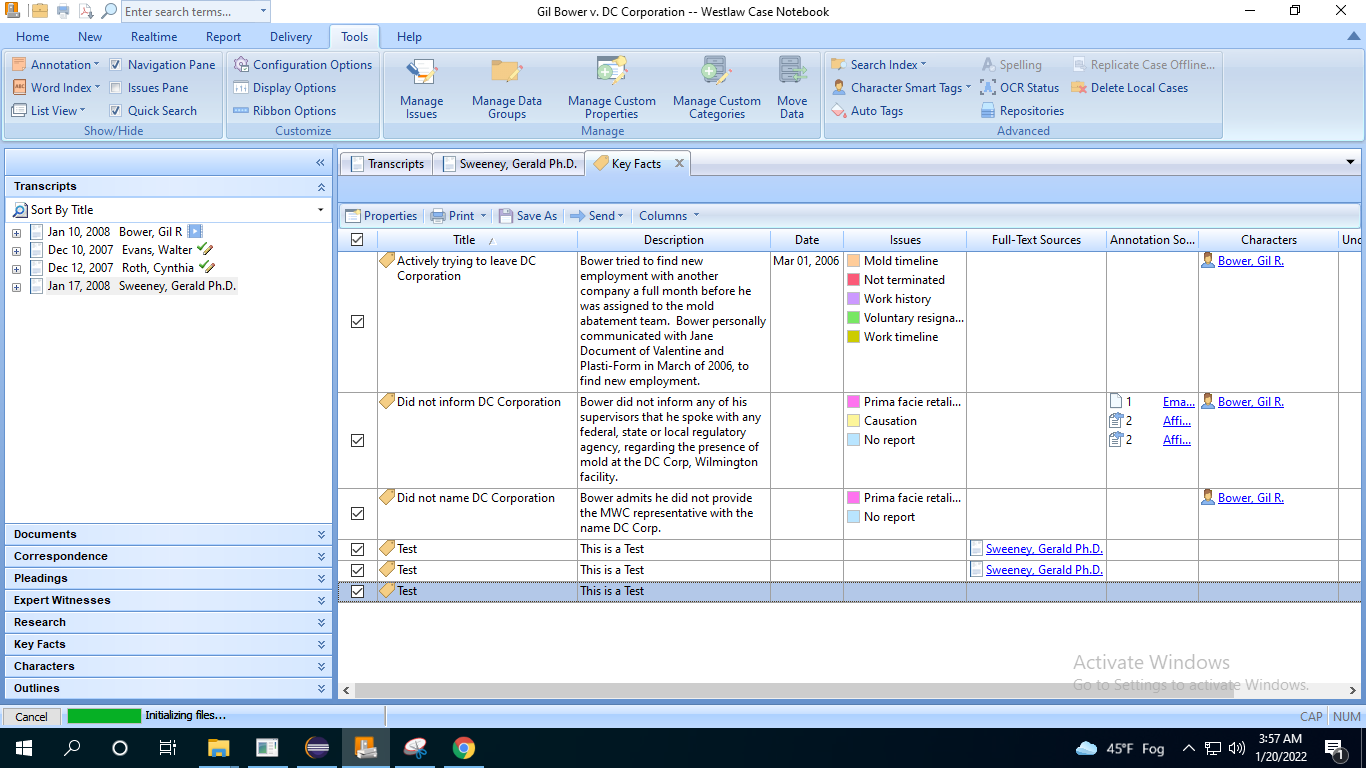 Gil Bower v. DC Corporation -- Westlaw Case Notebook
Enter search terms...
Home New Realtime Report Delivery Tools Help
Annotation Navigation Pane Configuration Options Search Index Spelling Replicate Case Offline...
Word Index Issues Pane Display Options Character Smart Tags OCR Status Delete Local Cases
List View Quick Search Ribbon Options Auto Tags Repositories
Manage Issues
Manage Data Groups
Manage Custom Properties
Manage Custom Categories
Move Data
Show/Hide Customize Manage Advanced
Transcripts
Sort By Title
Jan 10, 2008 Bower, Gil R
Dec 10, 2007 Evans, Walter
Dec 12, 2007 Roth, Cynthia
Jan 17, 2008 Sweeney, Gerald Ph.D.
Documents
Correspondence
Pleadings
Expert Witnesses
Research
Key Facts
Characters
Outlines
Transcripts Sweeney, Gerald Ph.D. Key Facts
Properties Print Save As Send Columns
Title Description Date Issues Full-Text Sources Annotation So... Characters Unc
Actively trying to leave DC
Corporation
Bower tried to find new
employment with another
company a full month before he
was assigned to the mold
abatement team. Bower personally
communicated with Jane
Document of Valentine and
Plasti-Form in March of 2006, to
find new employment.
Mar 01, 2006
Mold timeline
Not terminated
Work history
Voluntary resigna...
Work timeline
Bower, Gil R.
Did not inform DC Corporation
Bower did not inform any of his
supervisors that he spoke with any
federal, state or local regulatory
agency, regarding the presence of
mold at the DC Corp, Wilmington
facility.
Prima facie retali...
Causation
No report
1 Ema...
2 Affi...
2 Affi...
Bower, Gil R.
Did not name DC Corporation
Bower admits he did not provide
the MWC representative with the
name DC Corp.
Prima facie retali...
No report
Bower, Gil R.
Test This is a Test Sweeney, Gerald Ph.D.
Test This is a Test Sweeney, Gerald Ph.D.
Test This is a Test
Activate Windows
Go to Settings to activate Windows.
Cancel Initializing files... CAP NUM
45°F Fog
3:57 AM
1/20/2022
1